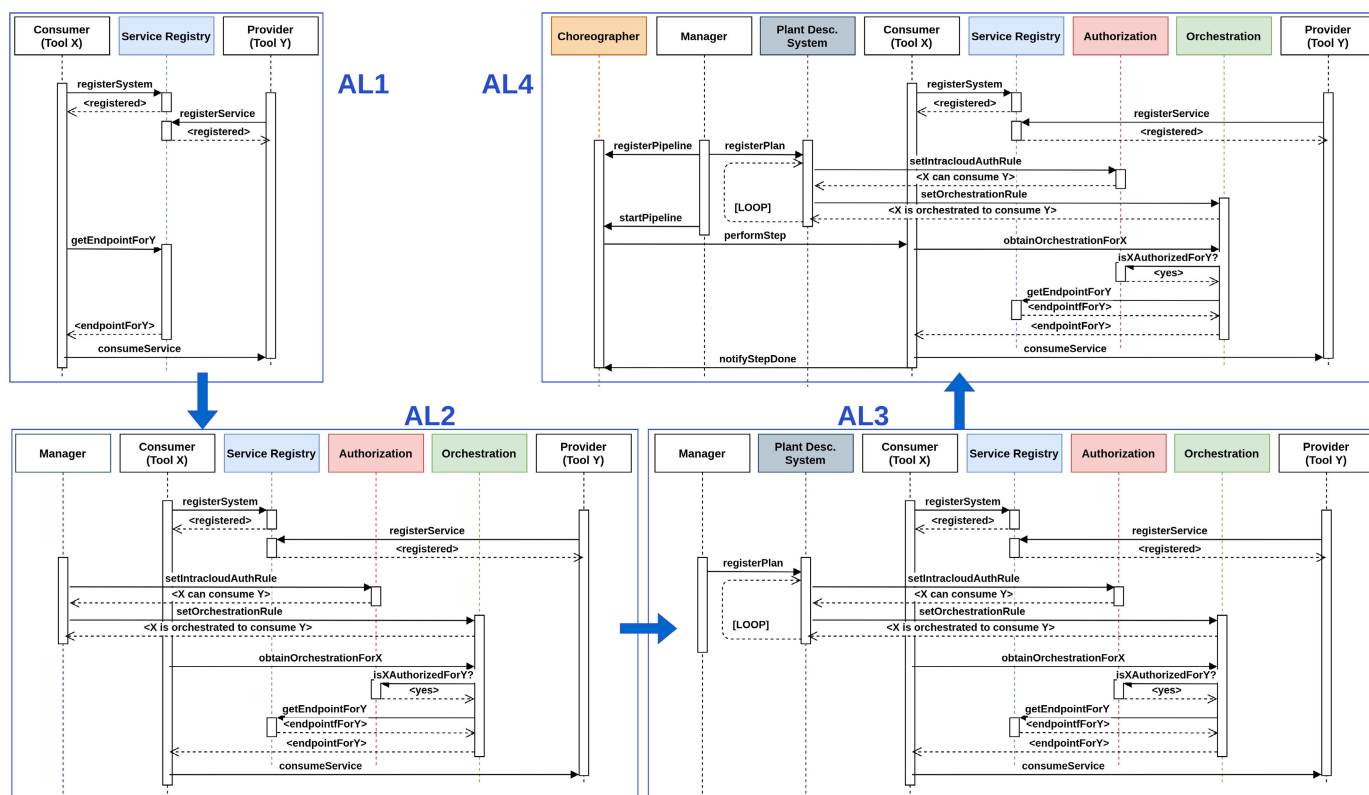 Consumer
(Tool X)
Service Registry
Provider
(Tool Y)
registerSystem
<registered>
registerService
<registered>
getEndpointForY
<endpointForY>
consumeService
AL1
AL4
Choreographer
Manager
Plant Desc.
System
Consumer
(Tool X)
Service Registry
Authorization
Orchestration
Provider
(Tool Y)
registerSystem
<registered>
registerService
<registered>
registerPipeline
registerPlan
setIntracloudAuthRule
<X can consume Y>
setOrchestrationRule
[LOOP]
<X is orchestrated to consume Y>
startPipeline
performStep
obtainOrchestrationForX
isXAuthorizedForY?
<yes>
getEndpointForY
<endpointfForY>
<endpointForY>
consumeService
notifyStepDone
AL2
Manager
Consumer
(Tool X)
Service Registry
Authorization
Orchestration
Provider
(Tool Y)
registerSystem
<registered>
registerService
<registered>
setIntracloudAuthRule
<X can consume Y>
setOrchestrationRule
<X is orchestrated to consume Y>
obtainOrchestrationForX
isXAuthorizedForY?
<yes>
getEndpointForY
<endpointfForY>
<endpointForY>
consumeService
AL3
Manager
Plant Desc.
System
Consumer
(Tool X)
Service Registry
Authorization
Orchestration
Provider
(Tool Y)
registerSystem
<registered>
registerService
<registered>
registerPlan
setIntracloudAuthRule
<X can consume Y>
setOrchestrationRule
[LOOP]
<X is orchestrated to consume Y>
obtainOrchestrationForX
isXAuthorizedForY?
<yes>
getEndpointForY
<endpointfForY>
<endpointForY>
consumeService